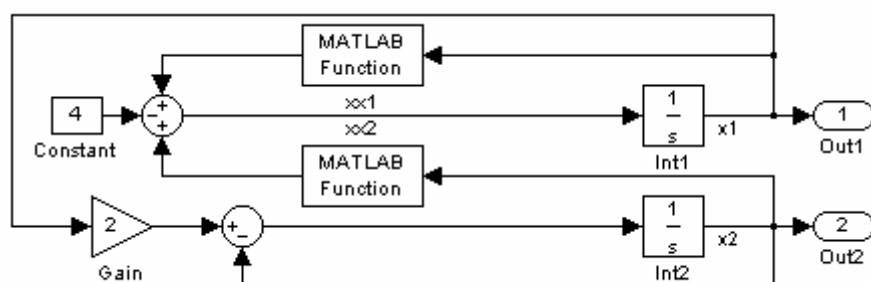 MATLAB
Function
4
Constant
+
−
+
xx1
xx2
1
s
Int1
x1
1
Out1
MATLAB
Function
2
Gain
+
−
1
s
Int2
x2
2
Out2